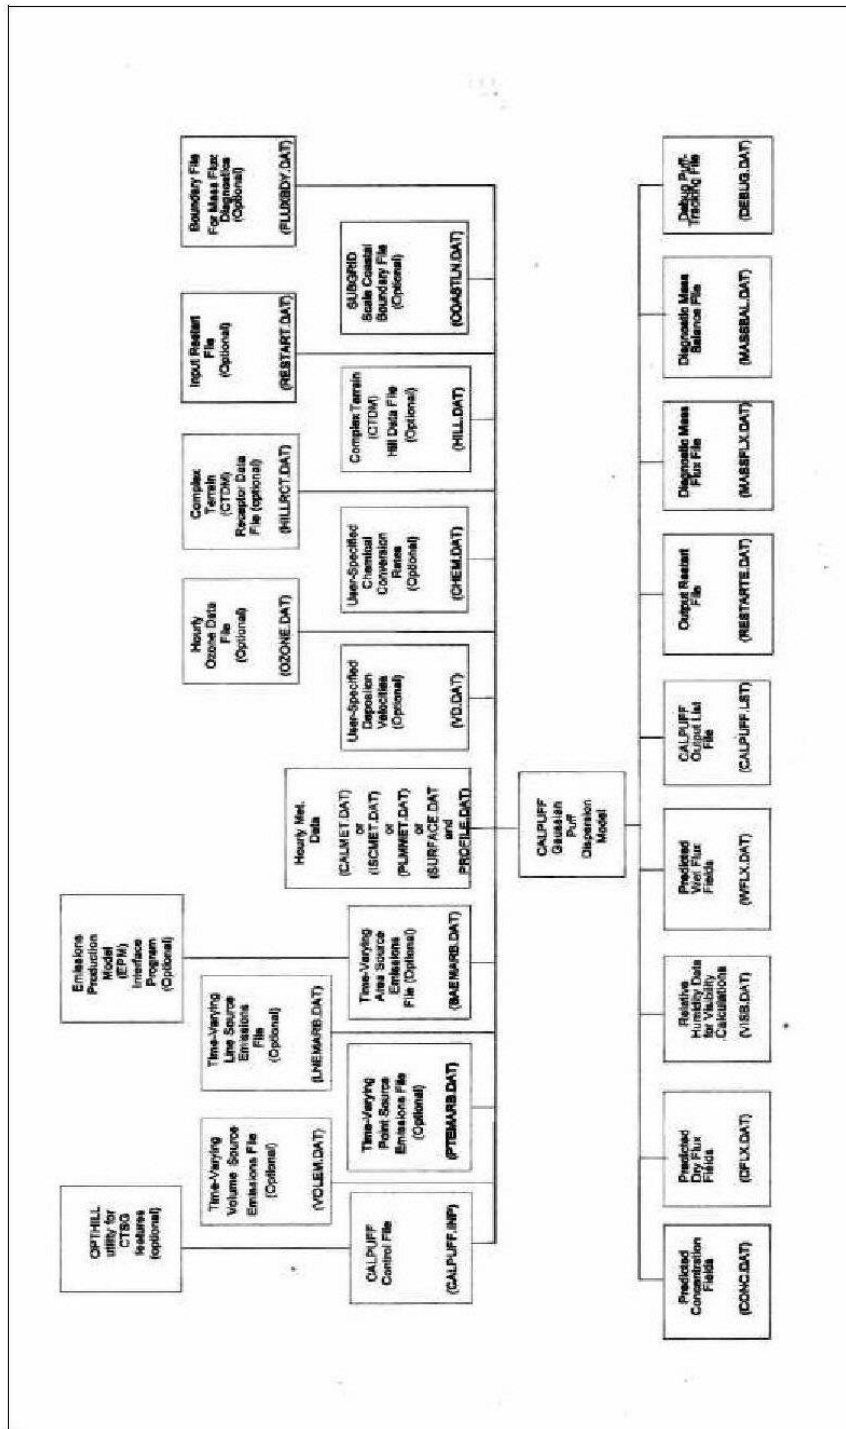 OPTHILL
utility for
CTSG
features
(optional)
Emissions
Production
Model
(EPM)
Interface
Program
(Optional)
Time-Varying
Volume Source
Emissions File
(Optional)
(VOLEM.DAT)
Time-Varying
Line Source
Emissions
File
(Optional)
(LNEMARB.DAT)
Hourly
Ozone Data
File
(Optional)
(OZONE.DAT)
Complex
Terrain
(CTDM)
Receptor Data
File (optional)
(HILLRCT.DAT)
Input Restart
File
(Optional)
(RESTART.DAT)
Boundary File
For Mass Flux
Diagnostics
(Optional)
(FLUXBDY.DAT)
CALPUFF
Control File
(CALPUFF.INP)
Time-Varying
Point Source
Emissions File
(Optional)
(PTEMARB.DAT)
Time-Varying
Area Source
Emissions
File (Optional)
(BAEMARB.DAT)
Hourly Met.
Data
(CALMET.DAT)
or
(ISCMET.DAT)
or
(PLMMET.DAT)
or
(SURFACE.DAT
and
PROFILE.DAT)
User-Specified
Deposition
Velocities
(Optional)
(VD.DAT)
User-Specified
Chemical
Conversion
Rates
(Optional)
(CHEM.DAT)
Complex Terrain
(CTDM)
Hill Data File
(Optional)
(HILL.DAT)
SUBGRID
Scale Coastal
Boundary File
(Optional)
(COASTLN.DAT)
CALPUFF
Gaussian
Puff
Dispersion
Model
Predicted
Concentration
Fields
(CONC.DAT)
Predicted
Dry Flux
Fields
(DFLX.DAT)
Relative
Humidity Data
for Visibility
Calculations
(VISB.DAT)
Predicted
Wet Flux
Fields
(WFLX.DAT)
CALPUFF
Output List
File
(CALPUFF.LST)
Output Restart
File
(RESTARTE.DAT)
Diagnostic Mass
Flux File
(MASSFLX.DAT)
Diagnostic Mass
Balance File
(MASSBAL.DAT)
Debug Puff-
Tracking File
(DEBUG.DAT)